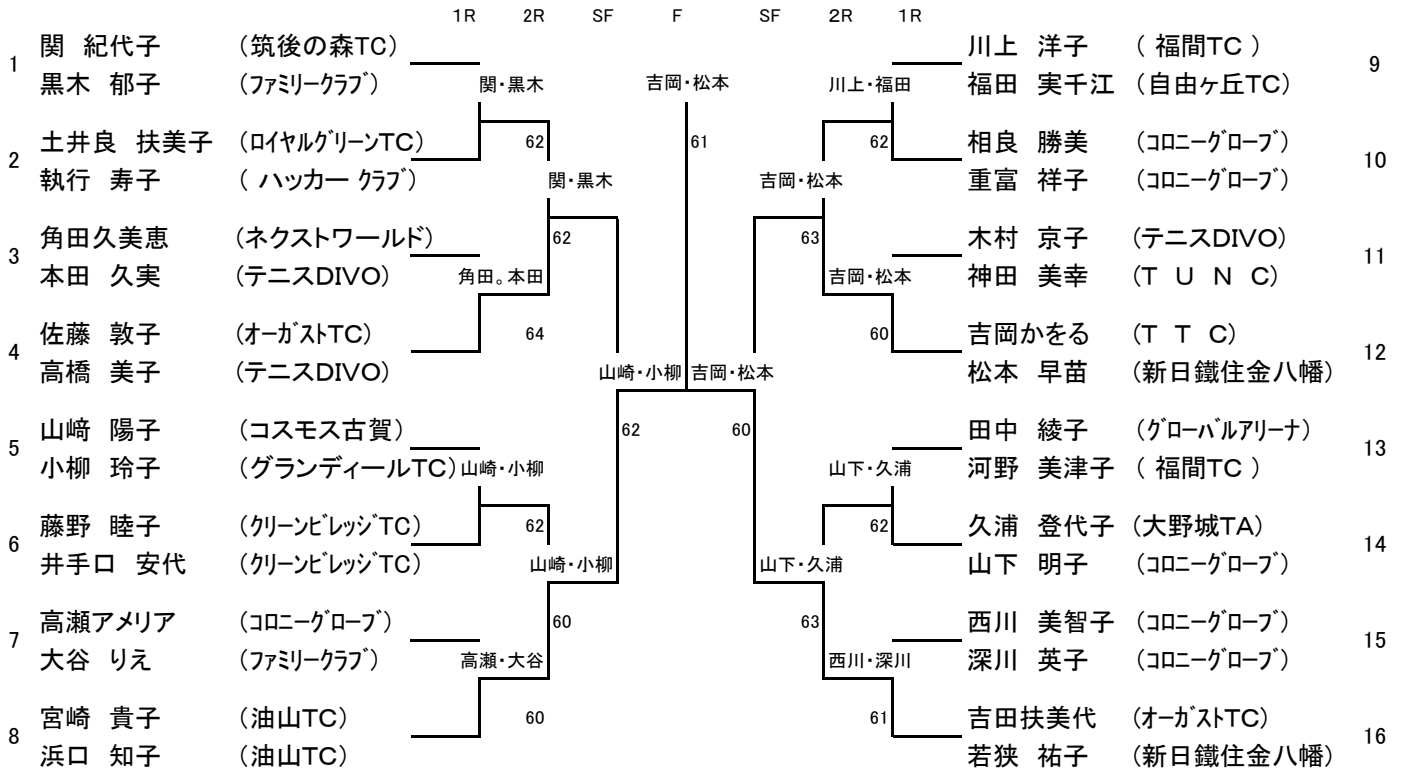 1R 2R SF F SF 2R 1R
関 紀代子 (筑後の森TC) 川上 洋子 ( 福間TC )
1 9
黒木 郁子 (ファミリークラブ) 関・黒木 吉岡・松本 川上・福田 福田 実千江 (自由ヶ丘TC)
土井良 扶美子 (ロイヤルグリーンTC) 62 61 62 相良 勝美 (コロニーグローブ)
2 10
執行 寿子 ( ハッカー クラブ) 関・黒木 吉岡・松本 重富 祥子 (コロニーグローブ)
角田久美恵 (ネクストワールド) 62 63 木村 京子 (テニスDIVO)
3 11
本田 久実 (テニスDIVO) 角田。本田 吉岡・松本 神田 美幸 (T U N C)
佐藤 敦子 (オーガストTC) 64 60 吉岡かをる (T T C)
4 12
高橋 美子 (テニスDIVO) 山崎・小柳 吉岡・松本 松本 早苗 (新日鐵住金八幡)
山﨑 陽子 (コスモス古賀) 62 60 田中 綾子 (グローバルアリーナ)
5 13
小柳 玲子 (グランディールTC) 山崎・小柳 山下・久浦 河野 美津子 ( 福間TC )
藤野 睦子 (クリーンビレッジTC) 62 62 久浦 登代子 (大野城TA)
6 14
井手口 安代 (クリーンビレッジTC) 山崎・小柳 山下・久浦 山下 明子 (コロニーグローブ)
高瀬アメリア (コロニーグローブ) 60 63 西川 美智子 (コロニーグローブ)
7 15
大谷 りえ (ファミリークラブ) 高瀬・大谷 西川・深川 深川 英子 (コロニーグローブ)
宮崎 貴子 (油山TC) 60 61 吉田扶美代 (オーガストTC)
8 16
浜口 知子 (油山TC) 若狭 祐子 (新日鐵住金八幡)